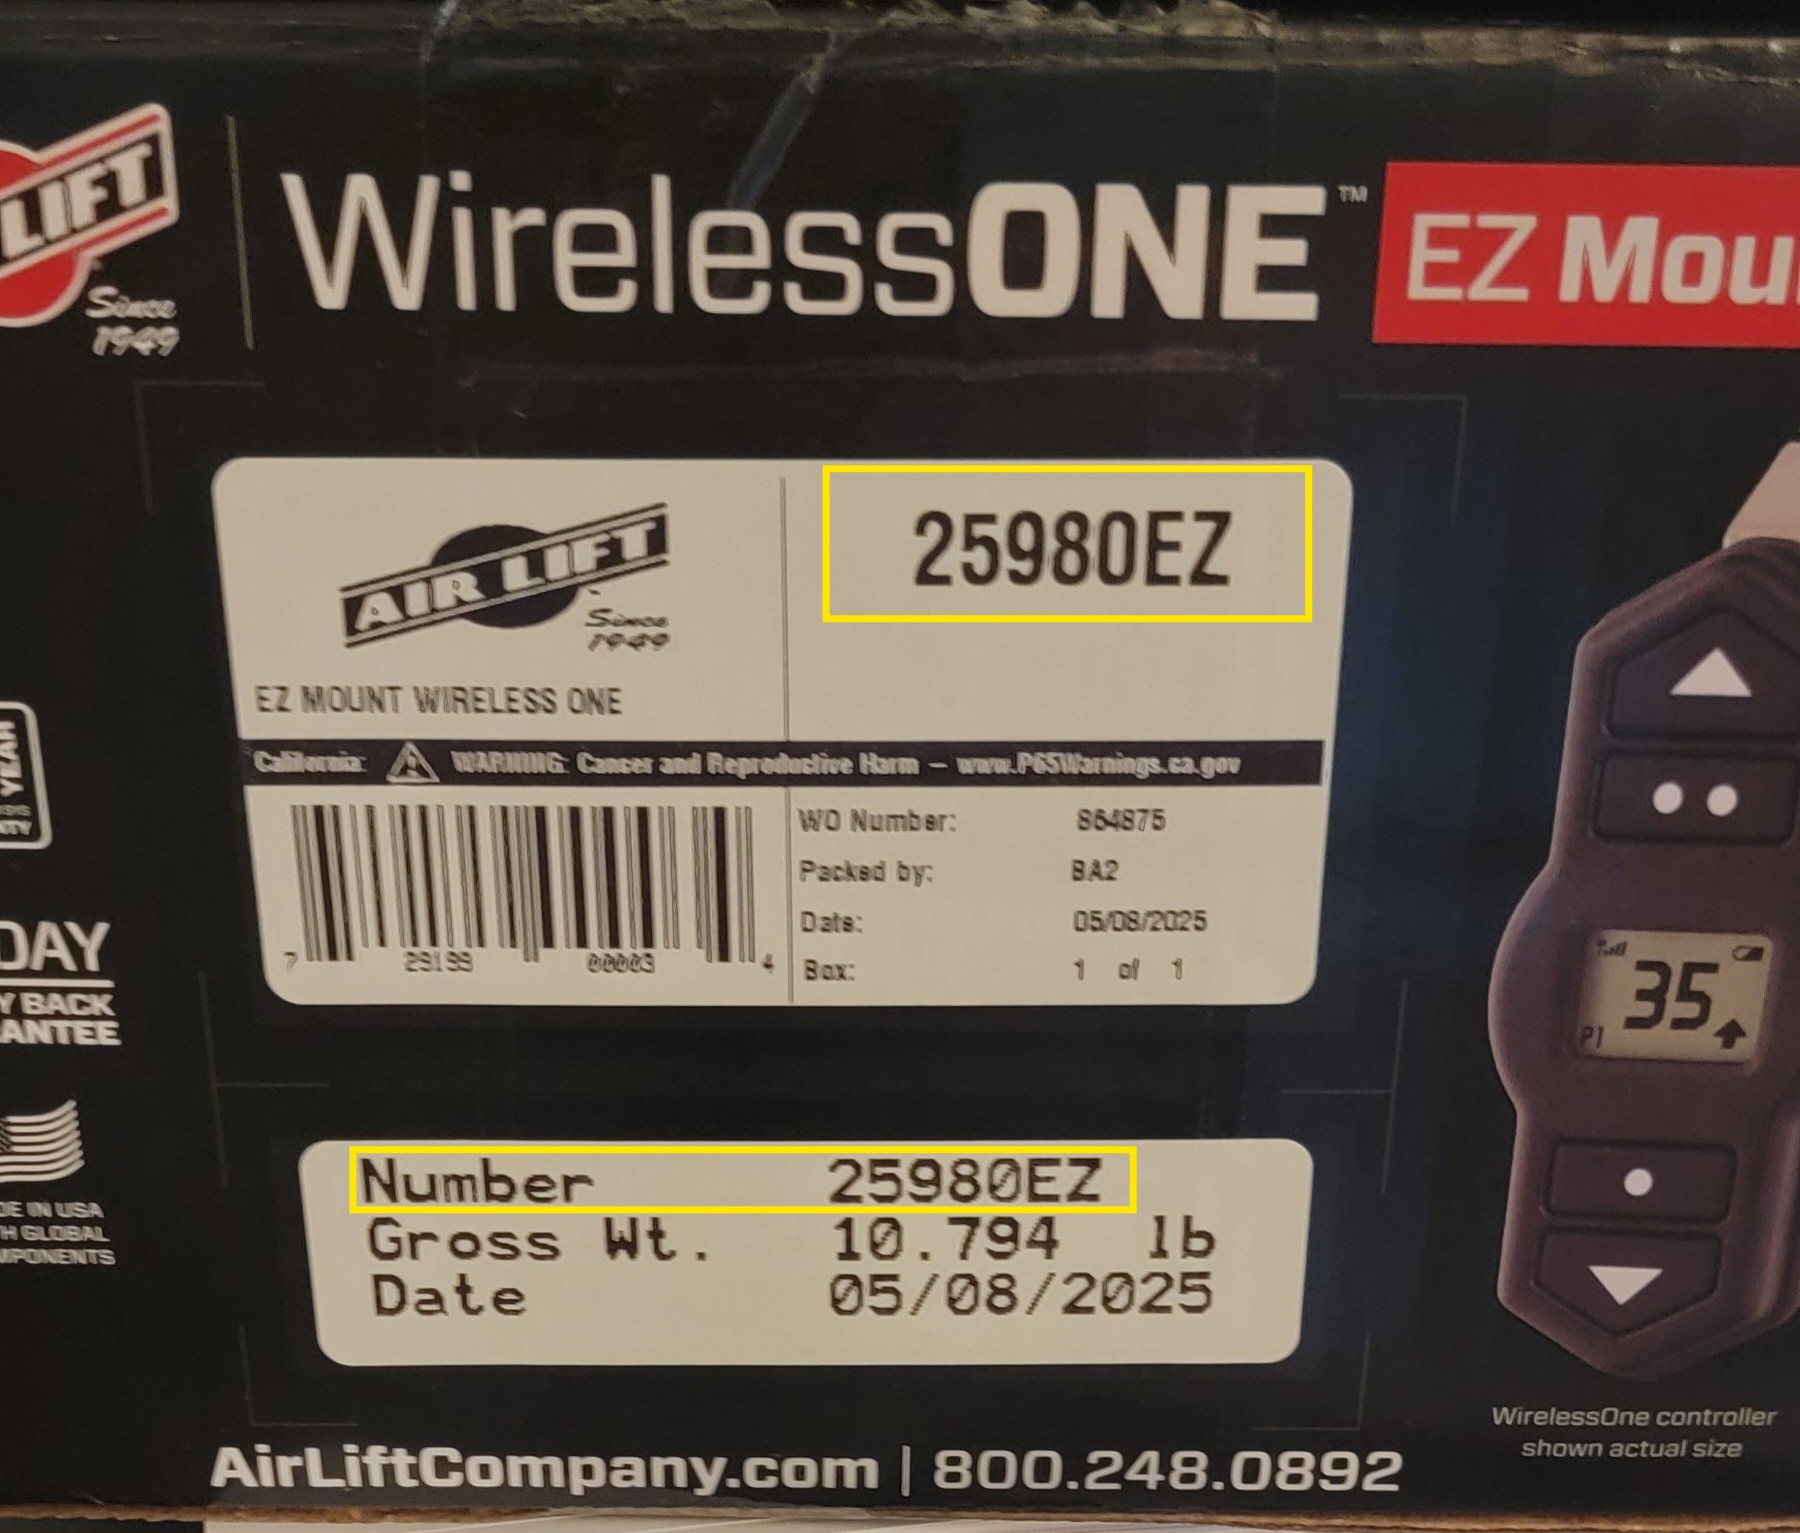 LIFT
Since
1949
WirelessONE™
EZ Mou
AIR LIFT
Since
1949
25980EZ
EZ MOUNT WIRELESS ONE
California: WARNING: Cancer and Reproductive Harm – www.P65Warnings.ca.gov
7 29199 00003 4
WO Number: 864875
Packed by: BA2
Date: 05/08/2025
Box: 1 of 1
YEAR
DAY
Y BACK
ANTEE
DE IN USA
H GLOBAL
MPONENTS
35
P1
Number 25980EZ
Gross Wt. 10.794 lb
Date 05/08/2025
WirelessOne controller
shown actual size
AirLiftCompany.com | 800.248.0892